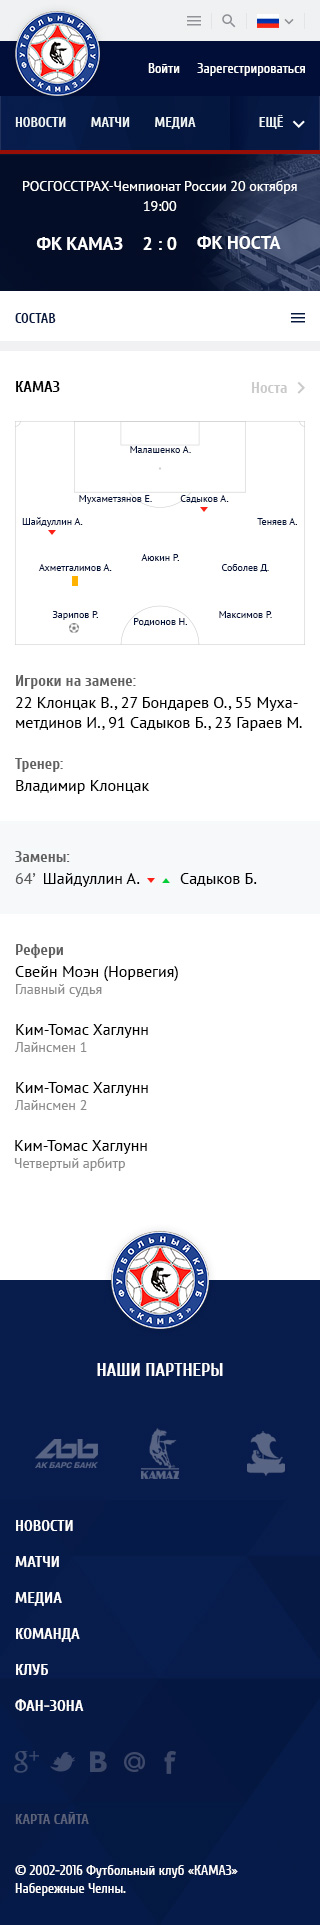 ФУТБОЛЬНЫЙ КЛУБ
«КАМАЗ»
Войти Зарегестрироваться
НОВОСТИ МАТЧИ МЕДИА ЕЩЁ
РОСГОССТРАХ-Чемпионат России 20 октября
19:00
ФК КАМАЗ 2 : 0 ФК НОСТА
СОСТАВ
КАМАЗ Носта
Малашенко А.
Мухаметзянов Е. Садыков А.
Шайдуллин А. Теняев А.
Аюкин Р.
Ахметгалимов А. Соболев Д.
Зарипов Р. Родионов Н. Максимов Р.
Игроки на замене:
22 Клонцак В., 27 Бондарев О., 55 Муха-
метдинов И., 91 Садыков Б., 23 Гараев М.
Тренер:
Владимир Клонцак
Замены:
64’ Шайдуллин А. Садыков Б.
Рефери
Свейн Моэн (Норвегия)
Главный судья
Ким-Томас Хаглунн
Лайнсмен 1
Ким-Томас Хаглунн
Лайнсмен 2
Ким-Томас Хаглунн
Четвертый арбитр
ФУТБОЛЬНЫЙ КЛУБ
«КАМАЗ»
НАШИ ПАРТНЕРЫ
АК БАРС БАНК
KAMAZ
НОВОСТИ
МАТЧИ
МЕДИА
КОМАНДА
КЛУБ
ФАН-ЗОНА
КАРТА САЙТА
© 2002-2016 Футбольный клуб «КАМАЗ»
Набережные Челны.